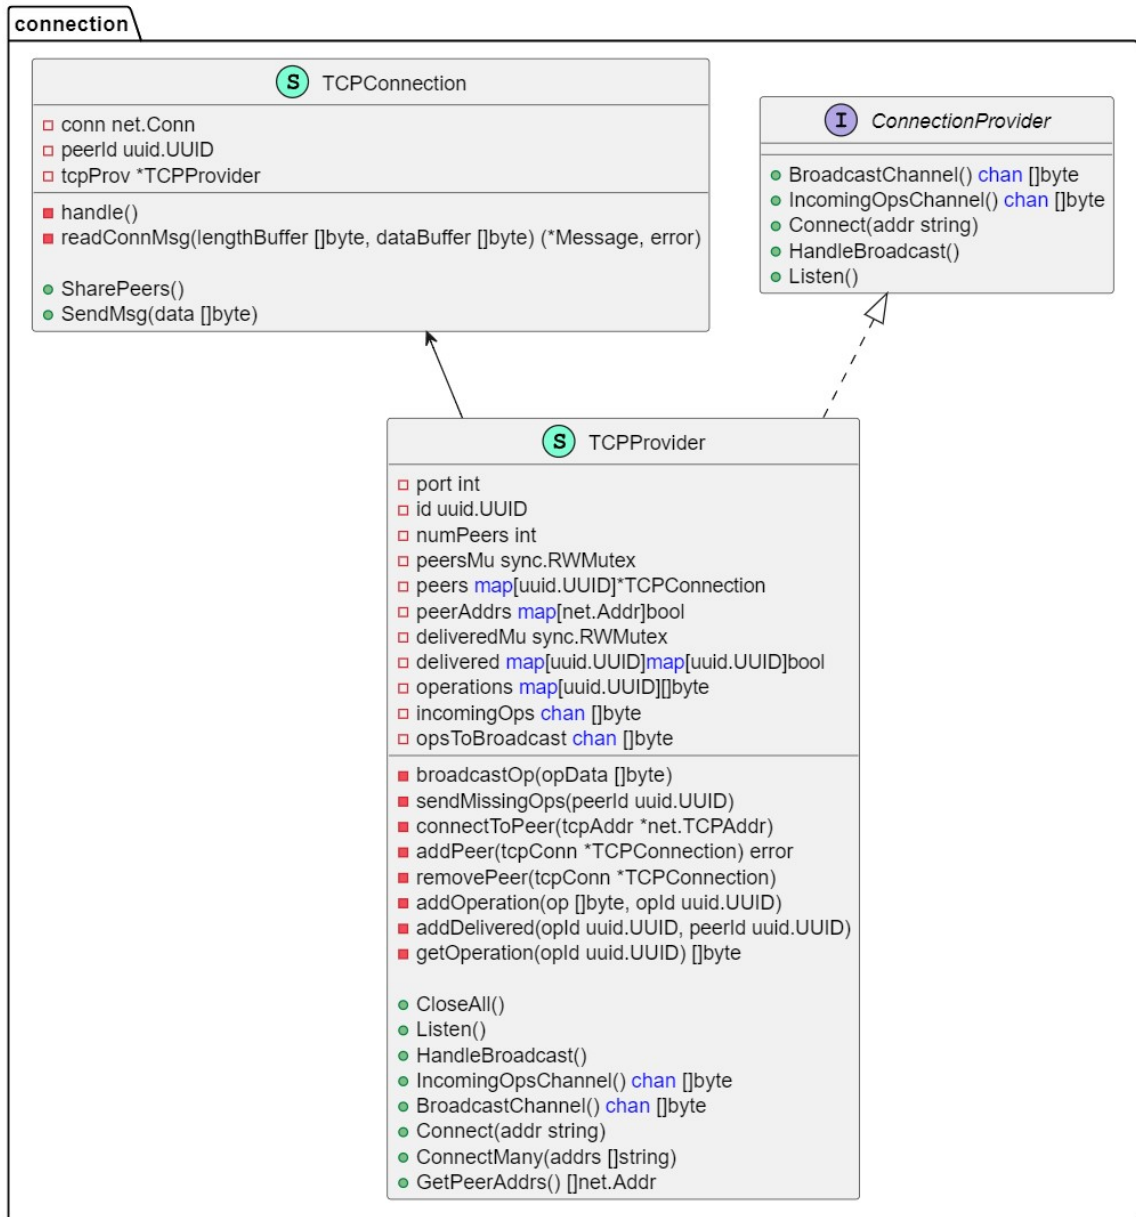 connection
S TCPConnection
conn net.Conn
peerId uuid.UUID
tcpProv *TCPProvider
handle()
readConnMsg(lengthBuffer []byte, dataBuffer []byte) (*Message, error)
SharePeers()
SendMsg(data []byte)
I ConnectionProvider
BroadcastChannel() chan []byte
IncomingOpsChannel() chan []byte
Connect(addr string)
HandleBroadcast()
Listen()
S TCPProvider
port int
id uuid.UUID
numPeers int
peersMu sync.RWMutex
peers map[uuid.UUID]*TCPConnection
peerAddrs map[net.Addr]bool
deliveredMu sync.RWMutex
delivered map[uuid.UUID]map[uuid.UUID]bool
operations map[uuid.UUID][]byte
incomingOps chan []byte
opsToBroadcast chan []byte
broadcastOp(opData []byte)
sendMissingOps(peerId uuid.UUID)
connectToPeer(tcpAddr *net.TCPAddr)
addPeer(tcpConn *TCPConnection) error
removePeer(tcpConn *TCPConnection)
addOperation(op []byte, opId uuid.UUID)
addDelivered(opId uuid.UUID, peerId uuid.UUID)
getOperation(opId uuid.UUID) []byte
CloseAll()
Listen()
HandleBroadcast()
IncomingOpsChannel() chan []byte
BroadcastChannel() chan []byte
Connect(addr string)
ConnectMany(addrs []string)
GetPeerAddrs() []net.Addr